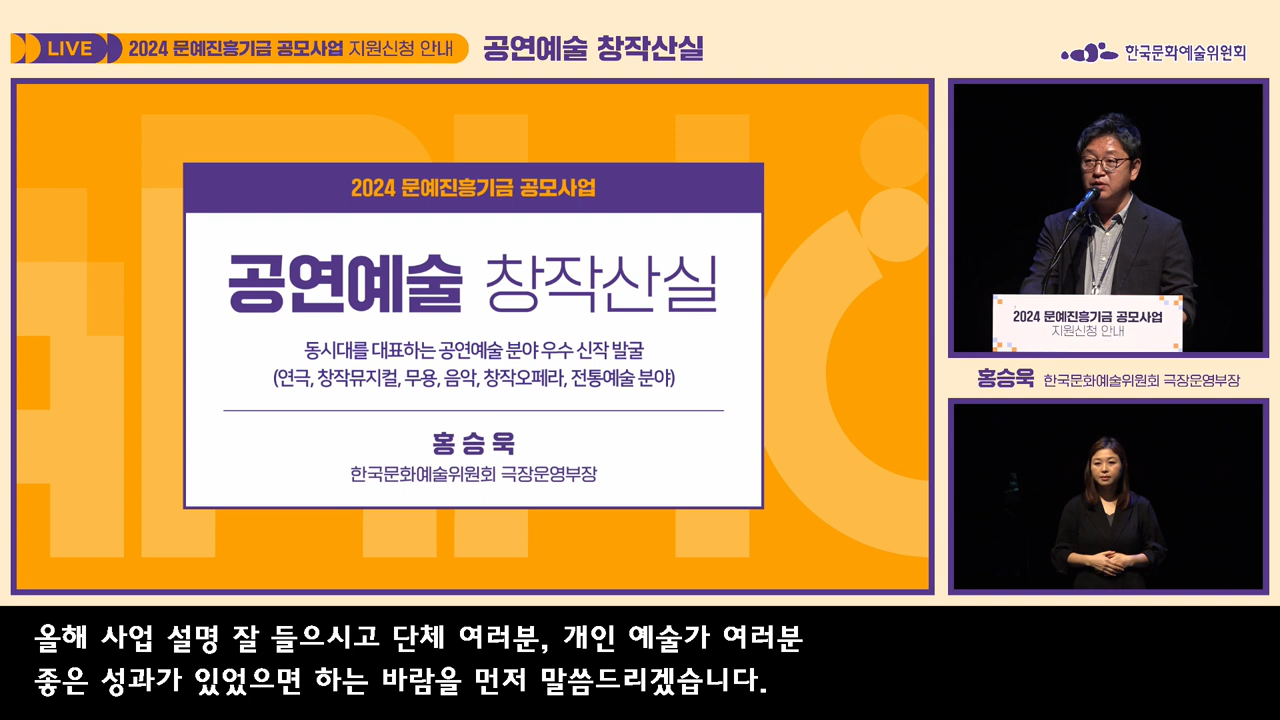 LIVE 2024 문예진흥기금 공모사업 지원신청 안내 공연예술 창작산실
한국문화예술위원회
2024 문예진흥기금 공모사업
공연예술 창작산실
동시대를 대표하는 공연예술 분야 우수 신작 발굴
(연극, 창작뮤지컬, 무용, 음악, 창작오페라, 전통예술 분야)
홍승욱
한국문화예술위원회 극장운영부장
2024 문예진흥기금 공모사업
지원신청 안내
홍승욱 한국문화예술위원회 극장운영부장
올해 사업 설명 잘 들으시고 단체 여러분, 개인 예술가 여러분
좋은 성과가 있었으면 하는 바람을 먼저 말씀드리겠습니다.